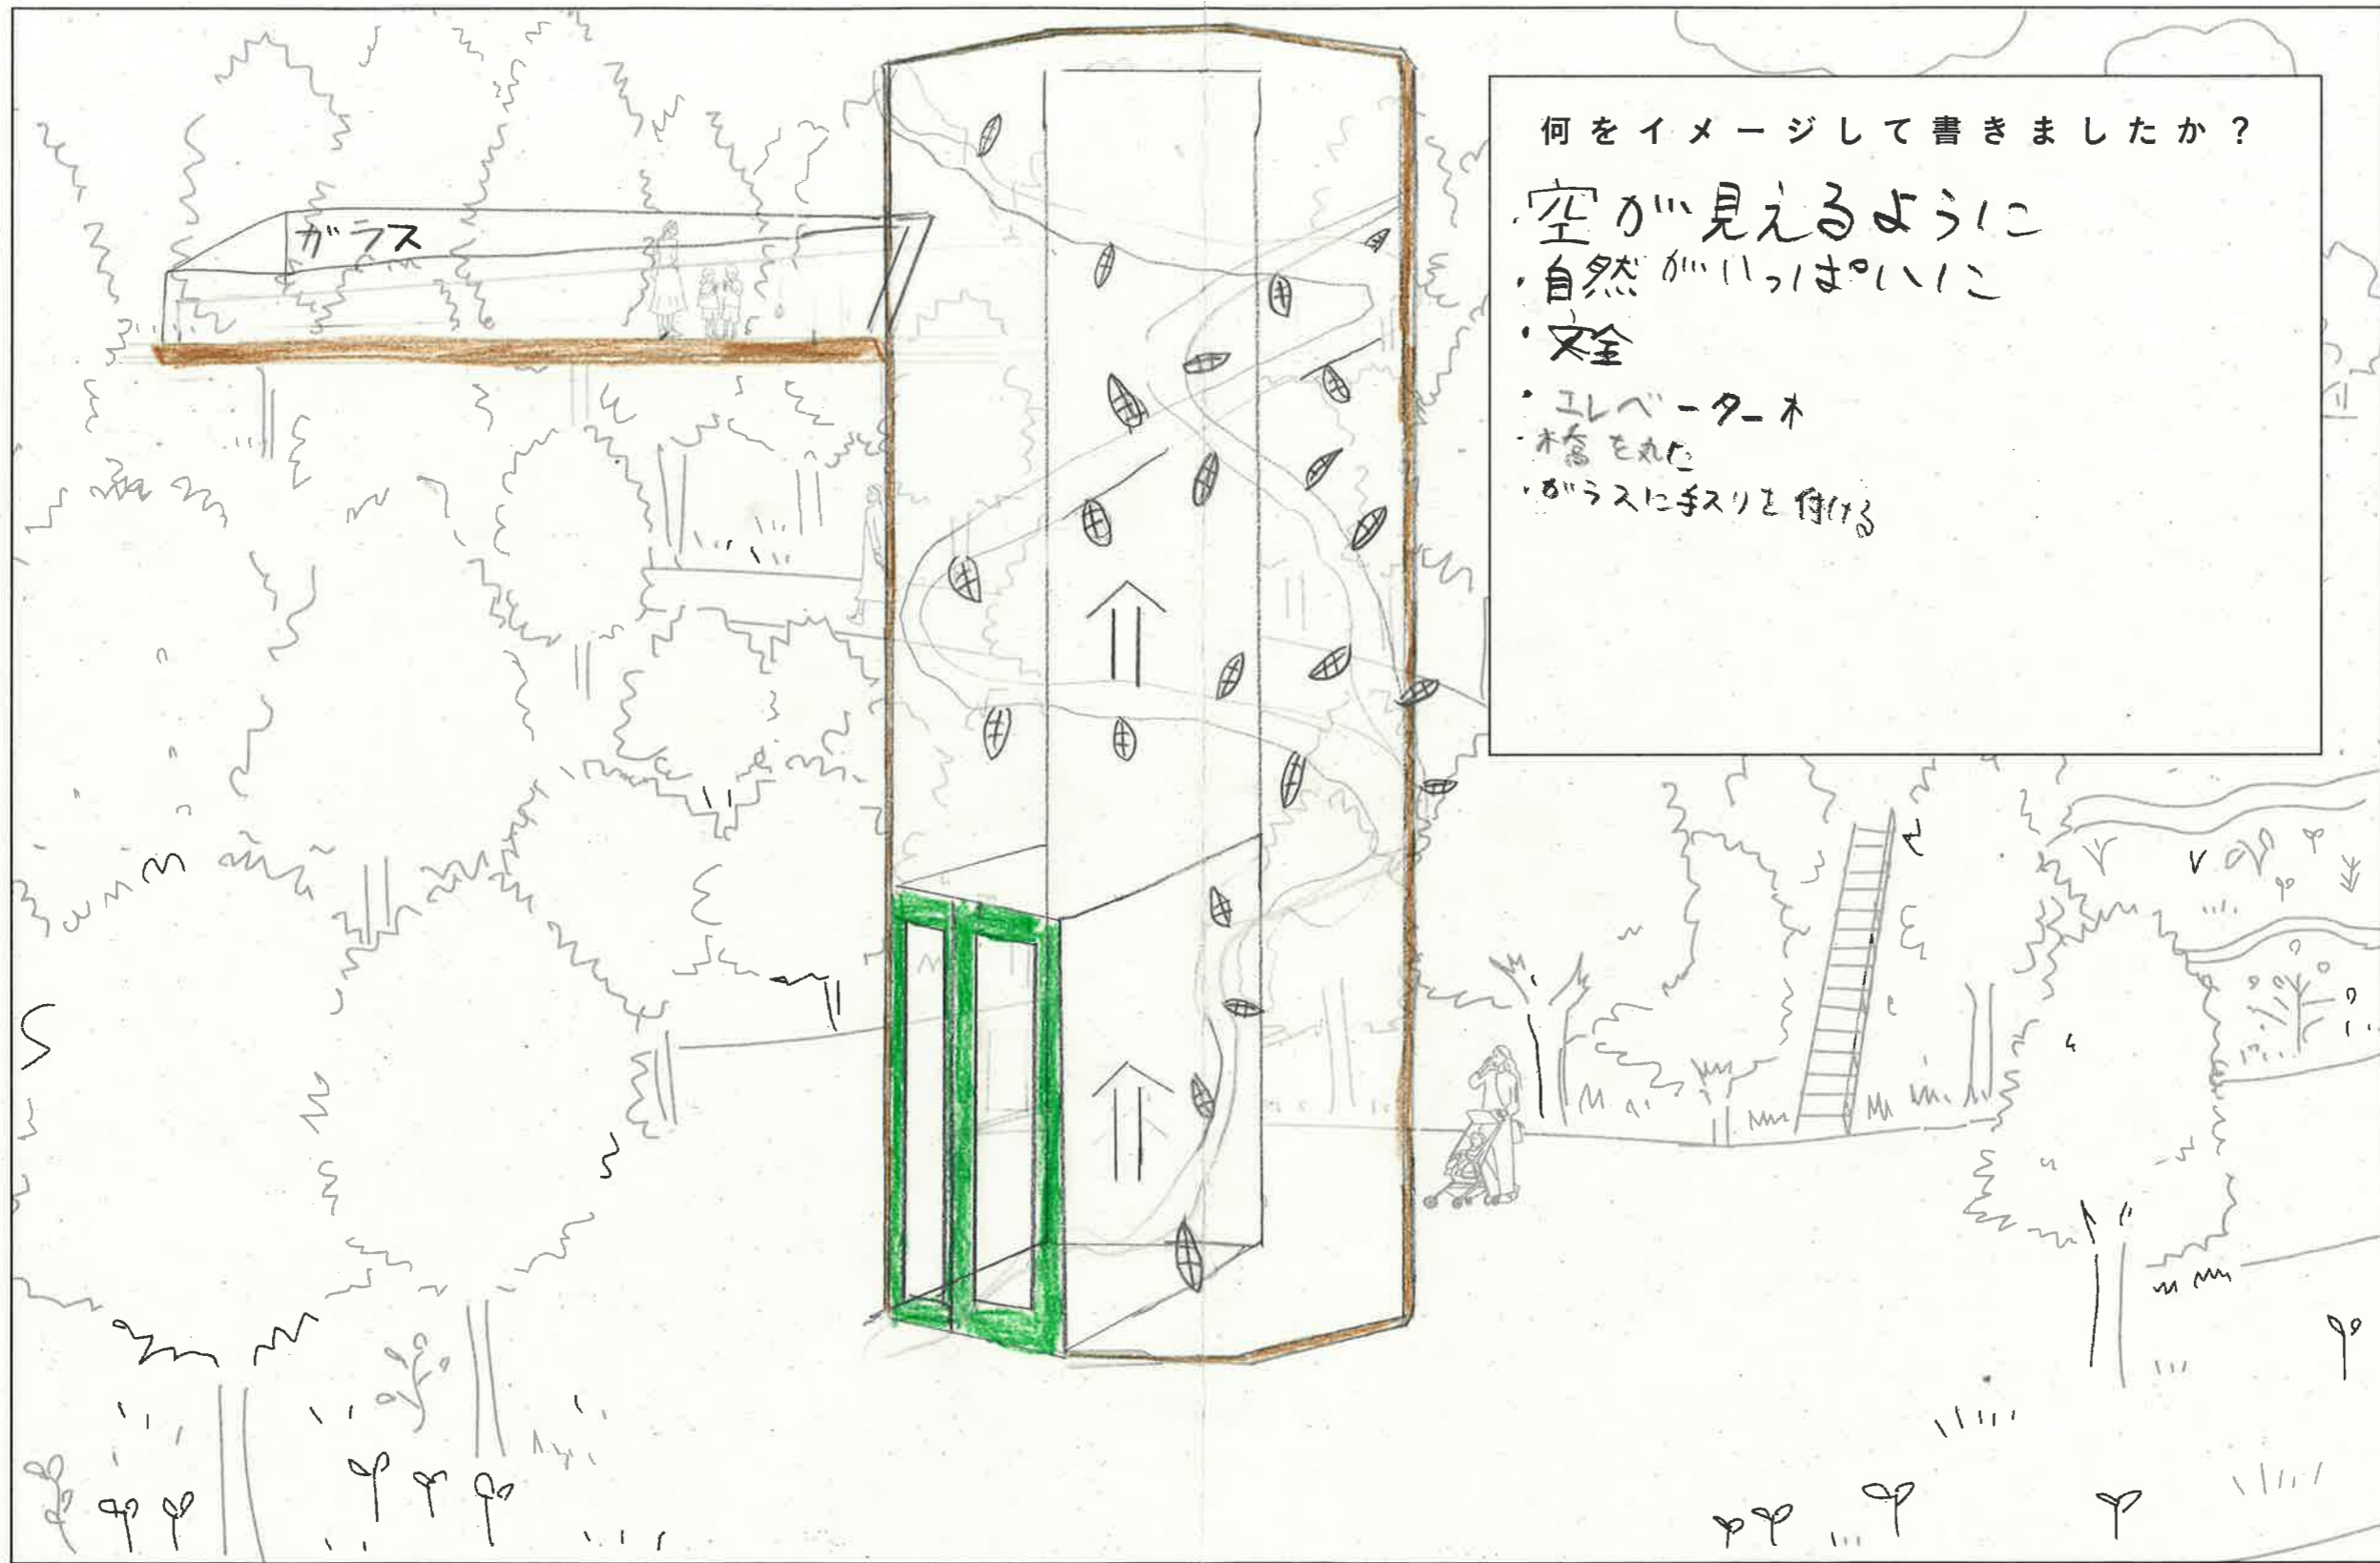 ガラス
何をイメージして書きましたか？
・空が見えるように
・自然がいっぱいに
・安全
・エレベーター木
・橋を丸た
・ガラスに手スリを付ける